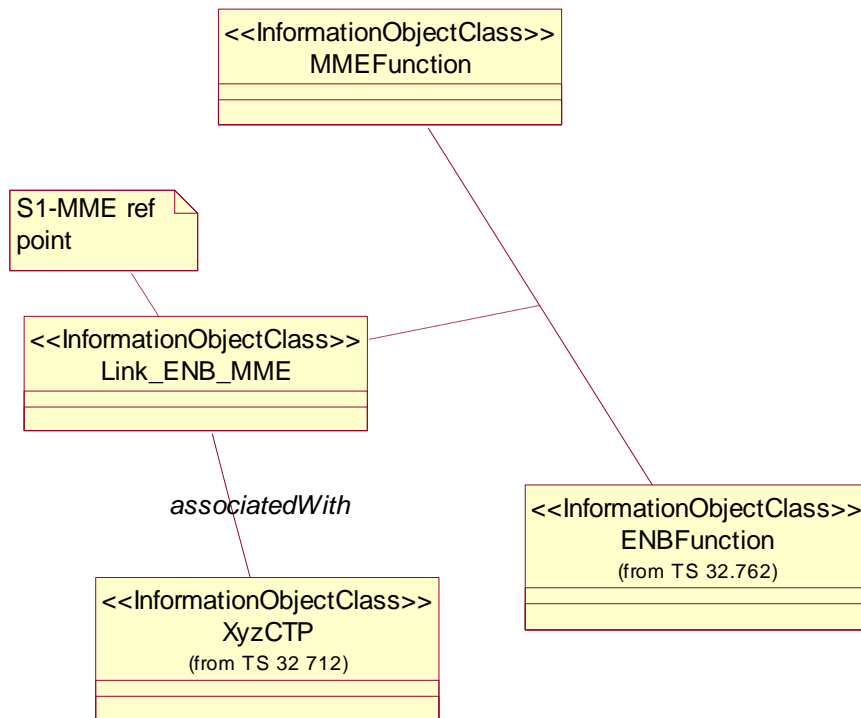 <<InformationObjectClass>>
MMEFunction
S1-MME ref
point
<<InformationObjectClass>>
Link_ENB_MME
associatedWith
<<InformationObjectClass>>
ENBFunction
(from TS 32.762)
<<InformationObjectClass>>
XyzCTP
(from TS 32 712)